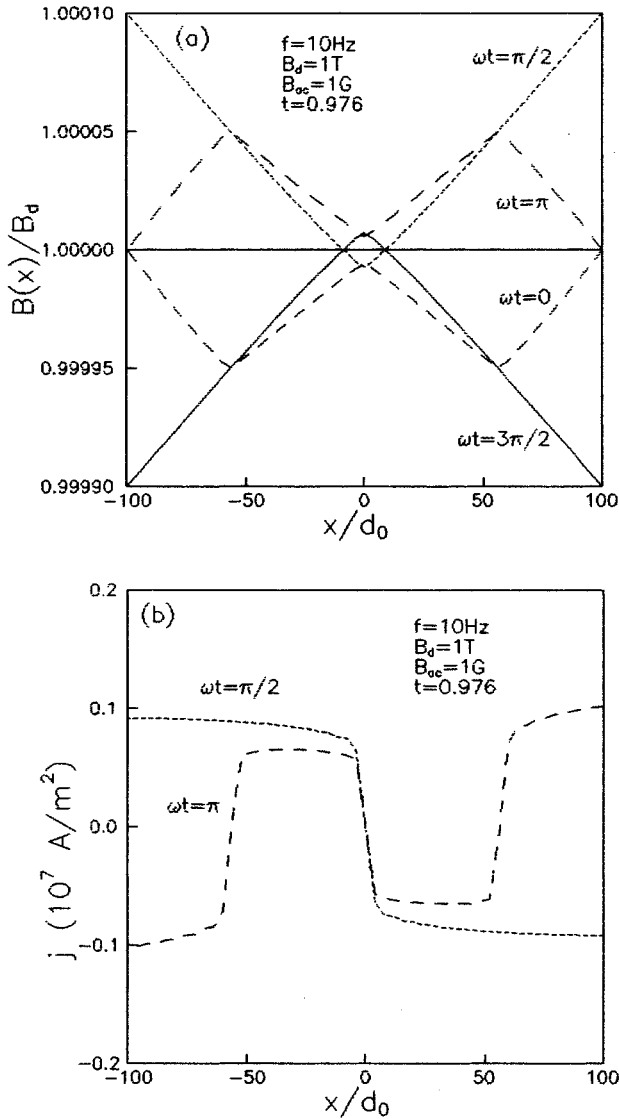 1.00010
(a)
f=10Hz
B_d=1T
B_ac=1G
t=0.976
ωt=π/2
1.00005
ωt=π
1.00000
ωt=0
0.99995
ωt=3π/2
0.99990
B(x)/B_d
-100 -50 0 50 100
x/d_0
0.2
(b)
f=10Hz
B_d=1T
B_ac=1G
t=0.976
ωt=π/2
0.1
ωt=π
0.0
-0.1
-0.2
j (10^7 A/m^2)
-100 -50 0 50 100
x/d_0